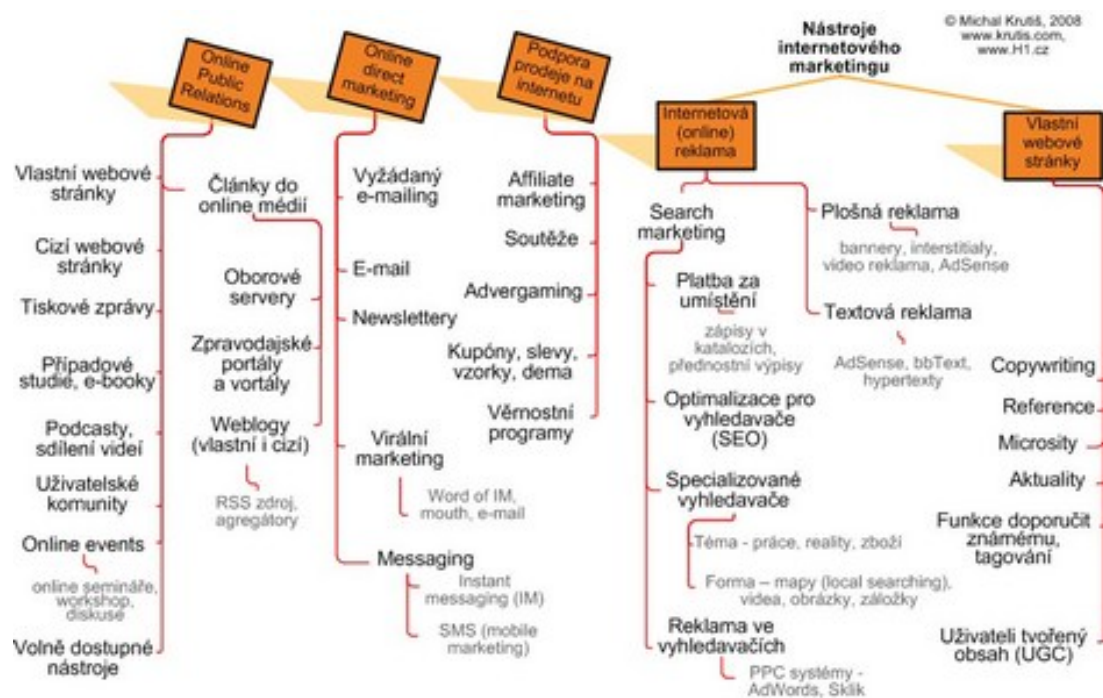 Nástroje
internetového
marketingu
© Michal Krutiš, 2008
www.krutis.com,
www.H1.cz
Online
Public
Relations
Vlastní webové
stránky
Cizí webové
stránky
Tiskové zprávy
Případové
studie, e-booky
Podcasty,
sdílení videí
Uživatelské
komunity
Online events
online semináře,
workshop,
diskuse
Volně dostupné
nástroje
Články do
online médií
Oborové
servery
Zpravodajské
portály
a vortály
Weblogy
(vlastní i cizí)
RSS zdroj,
agregátory
Online
direct
marketing
Vyžádaný
e-mailing
E-mail
Newslettery
Virální
marketing
Word of IM,
mouth, e-mail
Messaging
Instant
messaging (IM)
SMS (mobile
marketing)
Podpora
prodeje na
internetu
Affiliate
marketing
Soutěže
Advergaming
Kupóny, slevy,
vzorky, dema
Věrnostní
programy
Internetová
(online)
reklama
Search
marketing
Platba za
umístění
zápisy v
katalozích,
přednostní výpisy
Optimalizace pro
vyhledavače
(SEO)
Specializované
vyhledavače
Téma - práce, reality, zboží
Forma – mapy (local searching),
videa, obrázky, záložky
Reklama ve
vyhledavačích
PPC systémy -
AdWords, Sklik
Plošná reklama
bannery, interstitialy,
video reklama, AdSense
Textová reklama
AdSense, bbText,
hypertexty
Vlastní
webové
stránky
Copywriting
Reference
Microsity
Aktuality
Funkce doporučit
známému,
tagování
Uživateli tvořený
obsah (UGC)